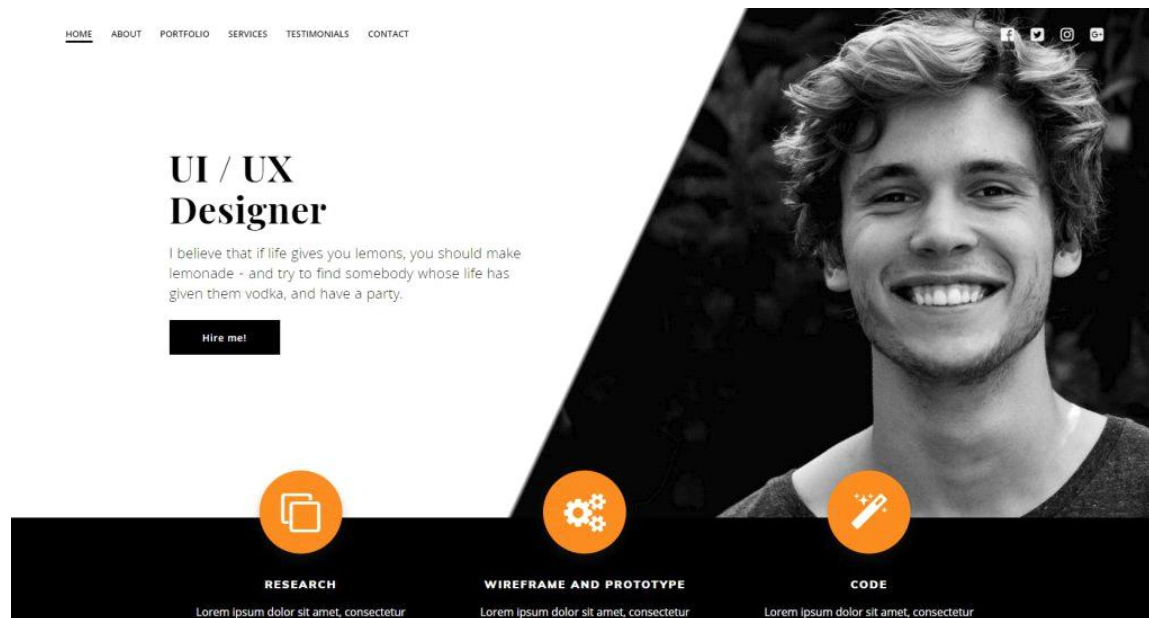 HOME ABOUT PORTFOLIO SERVICES TESTIMONIALS CONTACT
UI / UX
Designer
I believe that if life gives you lemons, you should make
lemonade - and try to find somebody whose life has
given them vodka, and have a party.
Hire me!
RESEARCH
Lorem ipsum dolor sit amet, consectetur
WIREFRAME AND PROTOTYPE
Lorem ipsum dolor sit amet, consectetur
CODE
Lorem ipsum dolor sit amet, consectetur